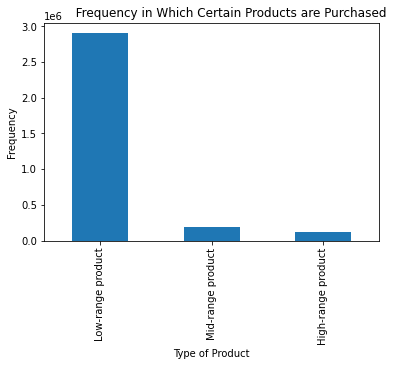 Frequency in Which Certain Products are Purchased
1e6
3.0
2.5
2.0
1.5
1.0
0.5
0.0
Frequency
Low-range product
Mid-range product
High-range product
Type of Product